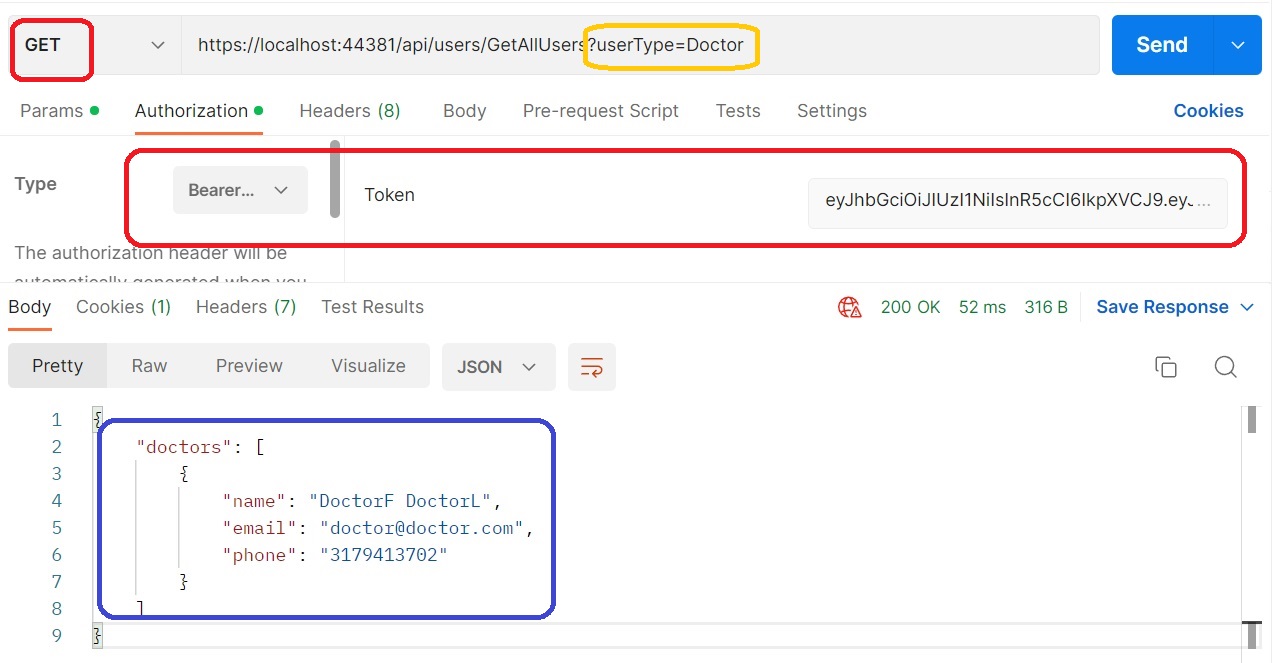 GET https://localhost:44381/api/users/GetAllUsers?userType=Doctor Send
Params Authorization Headers (8) Body Pre-request Script Tests Settings Cookies
Type Bearer... Token eyJhbGciOiJIUzI1NiIsInR5cCI6IkpXVCJ9.eyJ...
The authorization header will be
automatically generated when you
Body Cookies (1) Headers (7) Test Results 200 OK 52 ms 316 B Save Response
Pretty Raw Preview Visualize JSON
1 {
2 "doctors": [
3 {
4 "name": "DoctorF DoctorL",
5 "email": "doctor@doctor.com",
6 "phone": "3179413702"
7 }
8 ]
9 }